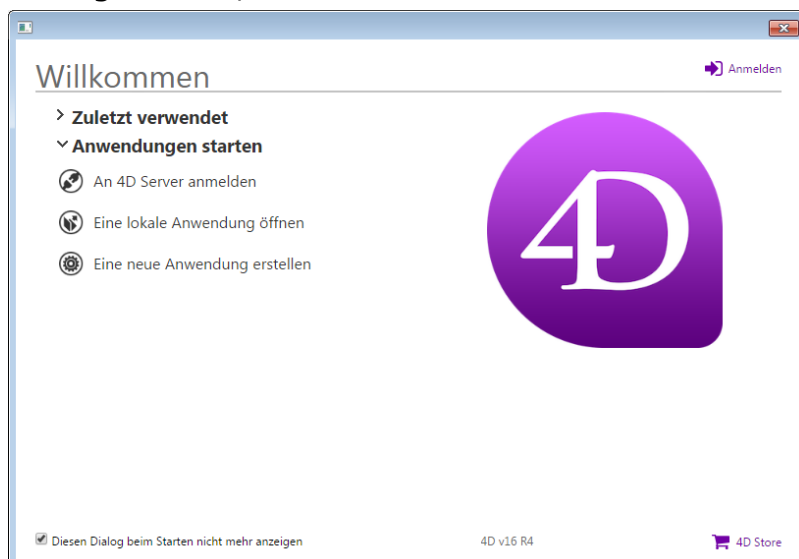 Willkommen
Anmelden
Zuletzt verwendet
Anwendungen starten
An 4D Server anmelden
Eine lokale Anwendung öffnen
Eine neue Anwendung erstellen
4D
Diesen Dialog beim Starten nicht mehr anzeigen
4D v16 R4
4D Store